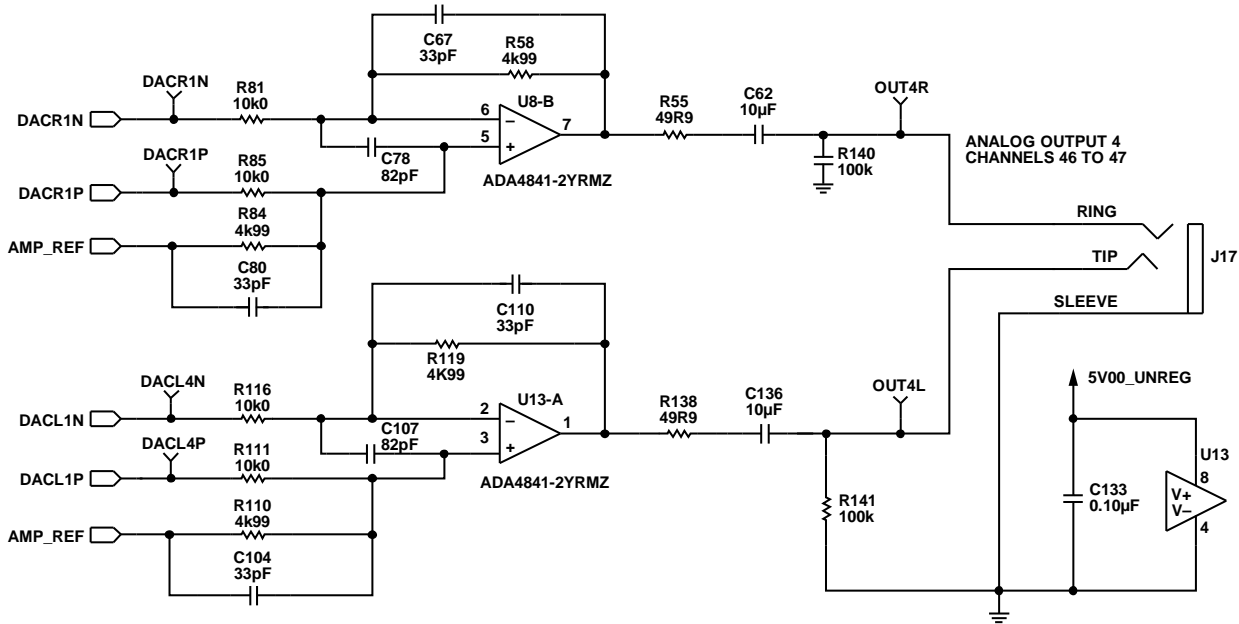 C67
33pF
R58
4k99
DACR1N
R81
10k0
DACR1N
U8-B
6
–
5
+
7
C78
82pF
ADA4841-2YRMZ
R55
49R9
C62
10µF
OUT4R
R140
100k
ANALOG OUTPUT 4
CHANNELS 46 TO 47
DACR1P
R85
10k0
DACR1P
R84
4k99
AMP_REF
C80
33pF
RING
TIP
J17
SLEEVE
C110
33pF
R119
4K99
DACL4N
R116
10k0
DACL1N
U13-A
2
–
3
+
1
C107
82pF
ADA4841-2YRMZ
R138
49R9
C136
10µF
OUT4L
DACL4P
R111
10k0
DACL1P
R110
4k99
AMP_REF
C104
33pF
R141
100k
5V00_UNREG
C133
0.10µF
U13
8
V+
V–
4